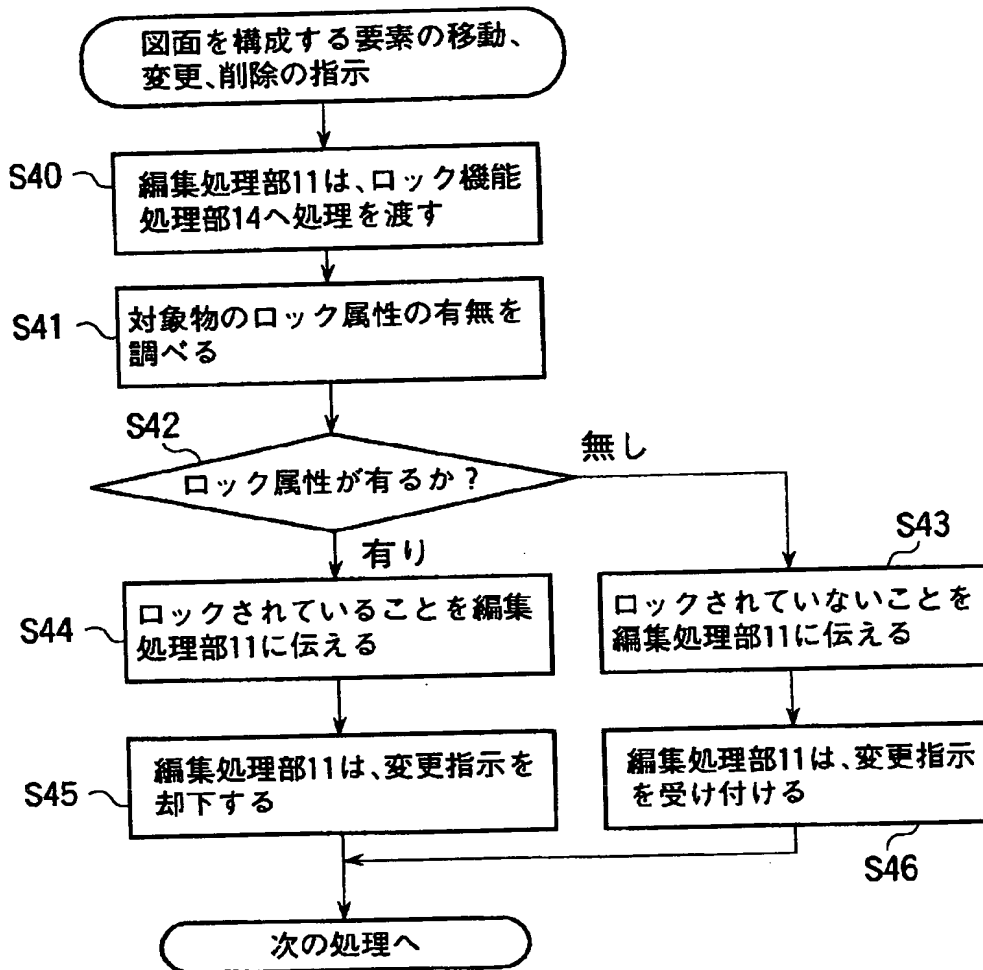 図面を構成する要素の移動、
変更、削除の指示
S40
編集処理部11は、ロック機能
処理部14へ処理を渡す
S41
対象物のロック属性の有無を
調べる
S42
ロック属性が有るか?
無し
有り
S43
S44
ロックされていることを編集
処理部11に伝える
ロックされていないことを
編集処理部11に伝える
S45
編集処理部11は、変更指示を
却下する
編集処理部11は、変更指示
を受け付ける
S46
次の処理へ